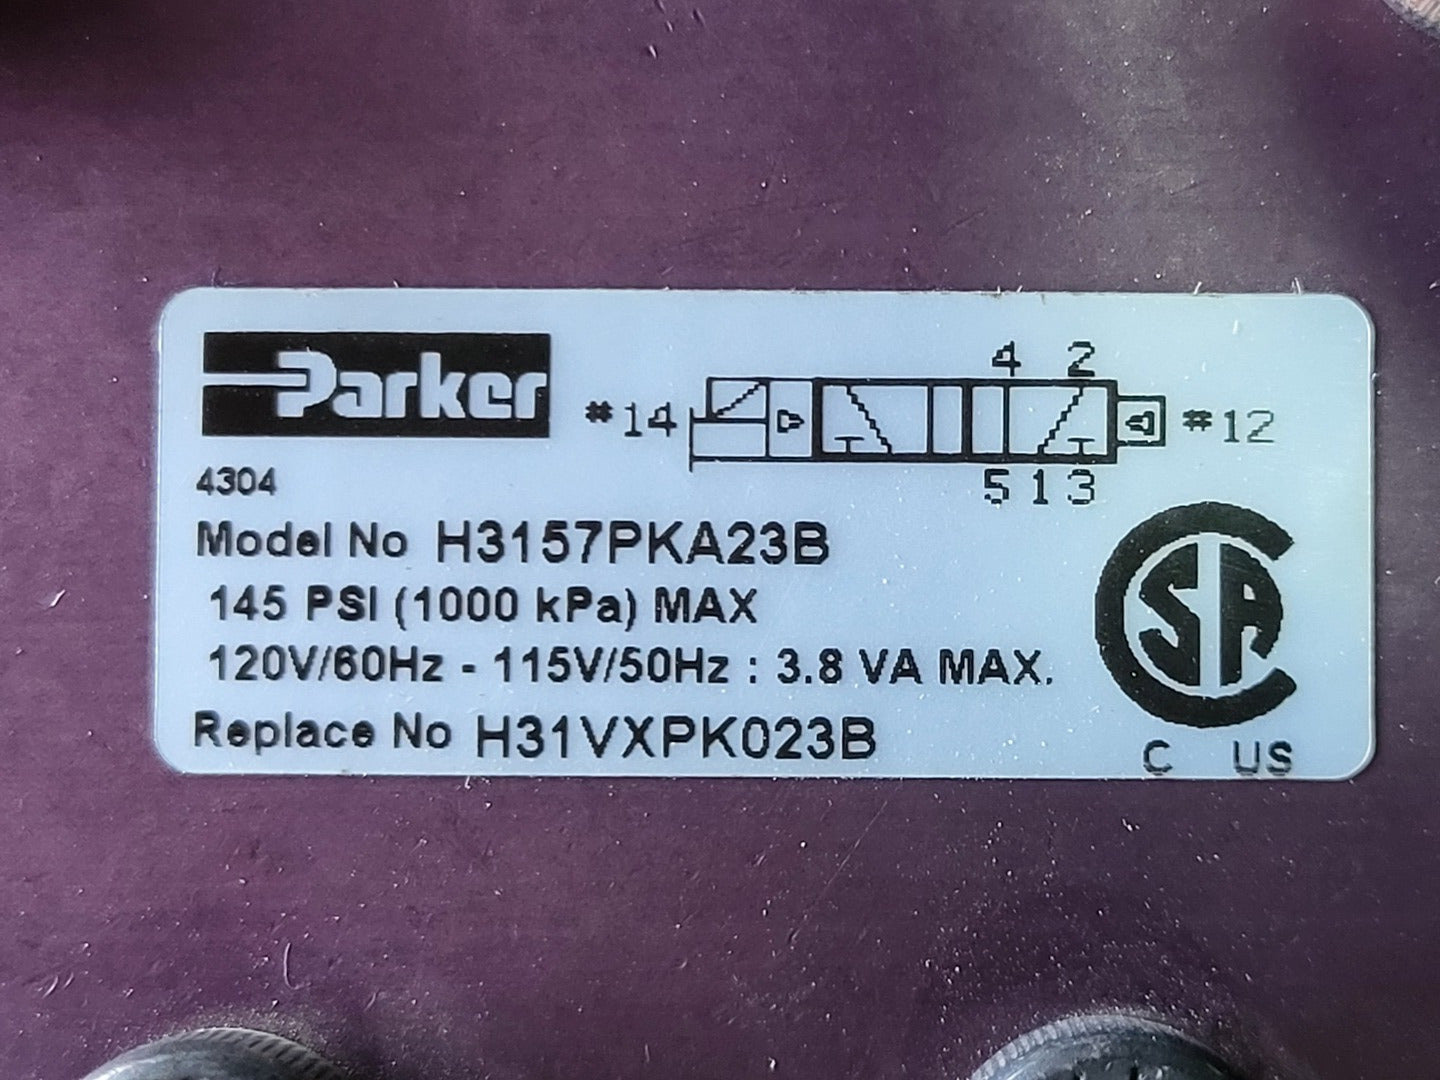 Parker
4 2
#14
#12
5 1 3
4304
Model No H3157PKA23B
145 PSI (1000 kPa) MAX
120V/60Hz - 115V/50Hz : 3.8 VA MAX.
Replace No H31VXPK023B
SA
C US